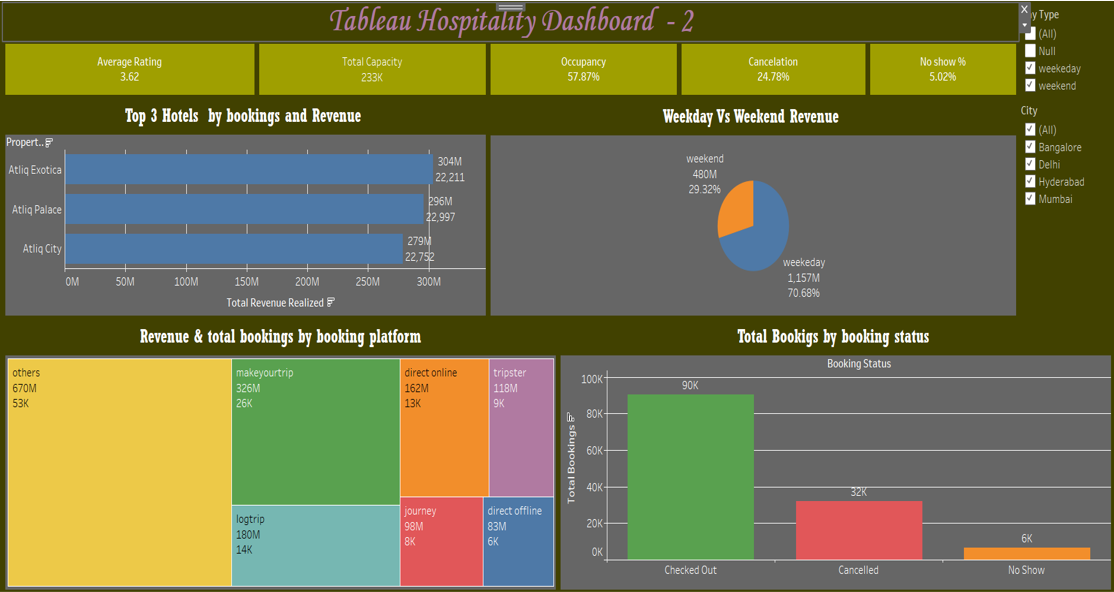 Tableau Hospitality Dashboard - 2
X
y Type
(All)
Null
weekeday
weekend
City
(All)
Bangalore
Delhi
Hyderabad
Mumbai
Average Rating
3.62
Total Capacity
233K
Occupancy
57.87%
Cancelation
24.78%
No show %
5.02%
Top 3 Hotels by bookings and Revenue
Propert..
Atliq Exotica
304M
22,211
Atliq Palace
296M
22,997
Atliq City
279M
22,752
0M 50M 100M 150M 200M 250M 300M
Total Revenue Realized
Weekday Vs Weekend Revenue
weekend
480M
29.32%
weekeday
1,157M
70.68%
Revenue & total bookings by booking platform
others
670M
53K
makeyourtrip
326M
26K
logtrip
180M
14K
direct online
162M
13K
tripster
118M
9K
journey
98M
8K
direct offline
83M
6K
Total Bookigs by booking status
Booking Status
Total Bookings
100K
80K
60K
40K
20K
0K
90K
32K
6K
Checked Out Cancelled No Show